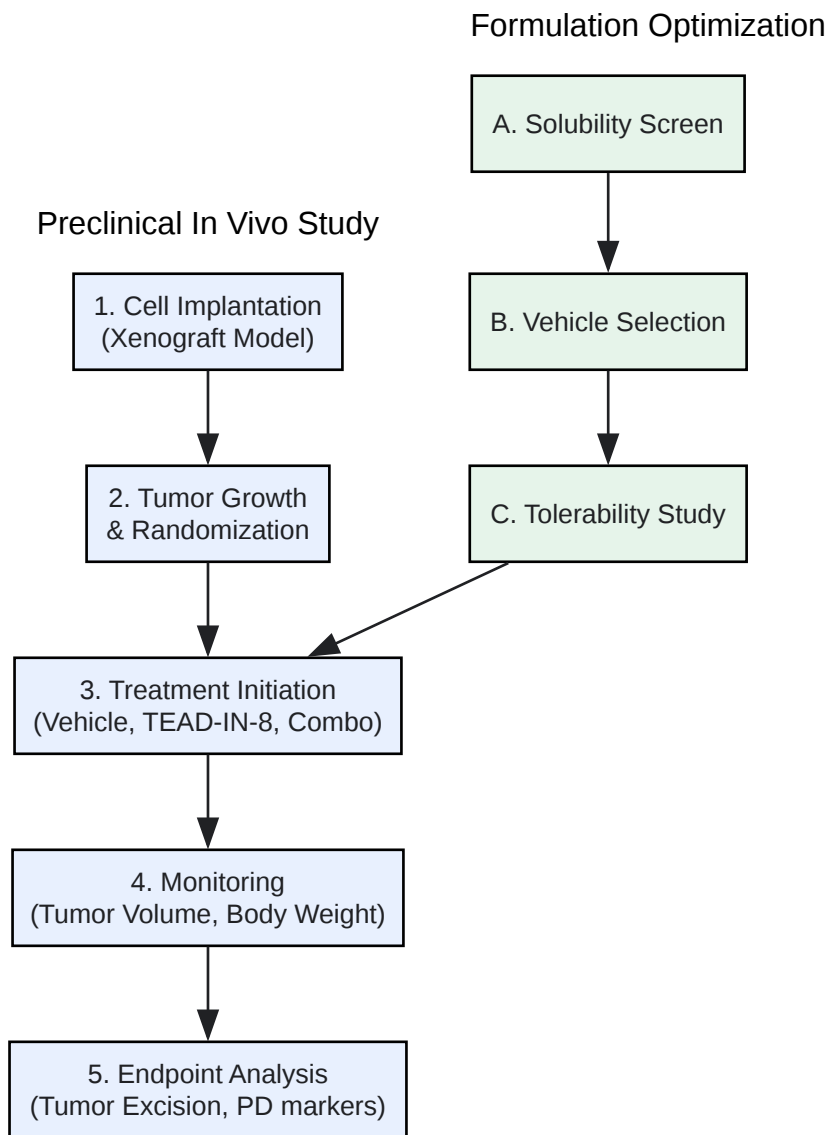 Formulation Optimization
A. Solubility Screen
Preclinical In Vivo Study
1. Cell Implantation
(Xenograft Model)
B. Vehicle Selection
2. Tumor Growth
& Randomization
C. Tolerability Study
3. Treatment Initiation
(Vehicle, TEAD-IN-8, Combo)
4. Monitoring
(Tumor Volume, Body Weight)
5. Endpoint Analysis
(Tumor Excision, PD markers)